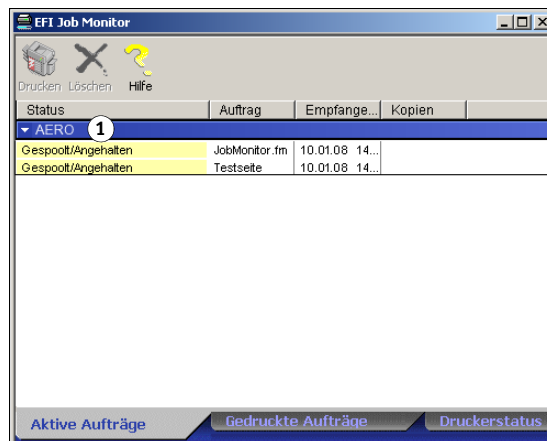 EFI Job Monitor
Drucken Löschen Hilfe
Status Auftrag Empfange... Kopien
AERO 1
Gespoolt/Angehalten JobMonitor.fm 10.01.08 14...
Gespoolt/Angehalten Testseite 10.01.08 14...
Aktive Aufträge Gedruckte Aufträge Druckerstatus